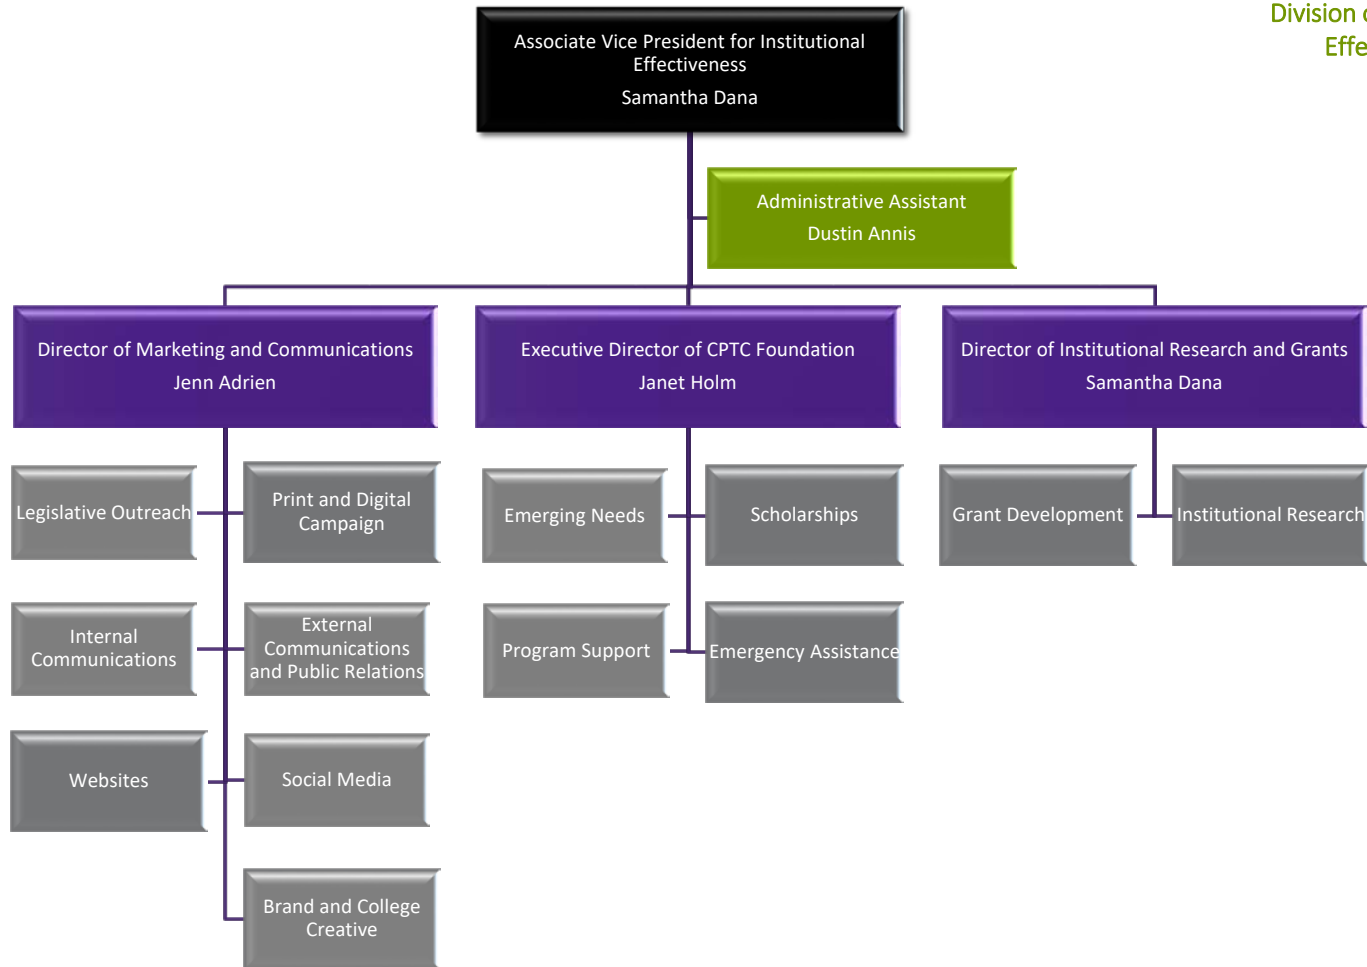 Division
Effe
Associate Vice President for Institutional
Effectiveness
Samantha Dana
Administrative Assistant
Dustin Annis
Director of Marketing and Communications
Jenn Adrien
Executive Director of CPTC Foundation
Janet Holm
Director of Institutional Research and Grants
Samantha Dana
Legislative Outreach
Print and Digital
Campaign
Emerging Needs
Scholarships
Grant Development
Institutional Research
Internal
Communications
External
Communications
and Public Relations
Program Support
Emergency Assistance
Websites
Social Media
Brand and College
Creative